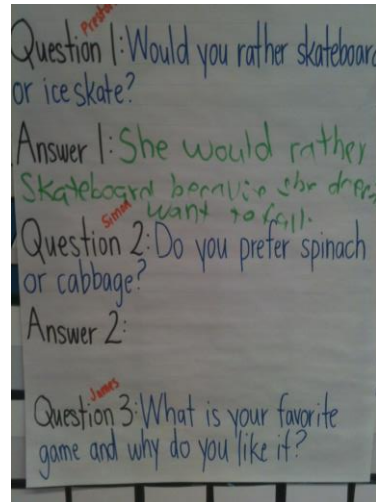 Preston
Question 1: Would you rather skateboard
or ice skate?
Answer 1: She would rather
Skateboard because she
want to fall.
Simon
Question 2: Do you prefer spinach
or cabbage?
Answer 2:
James
Question 3: What is your favorite
game and why do you like it?